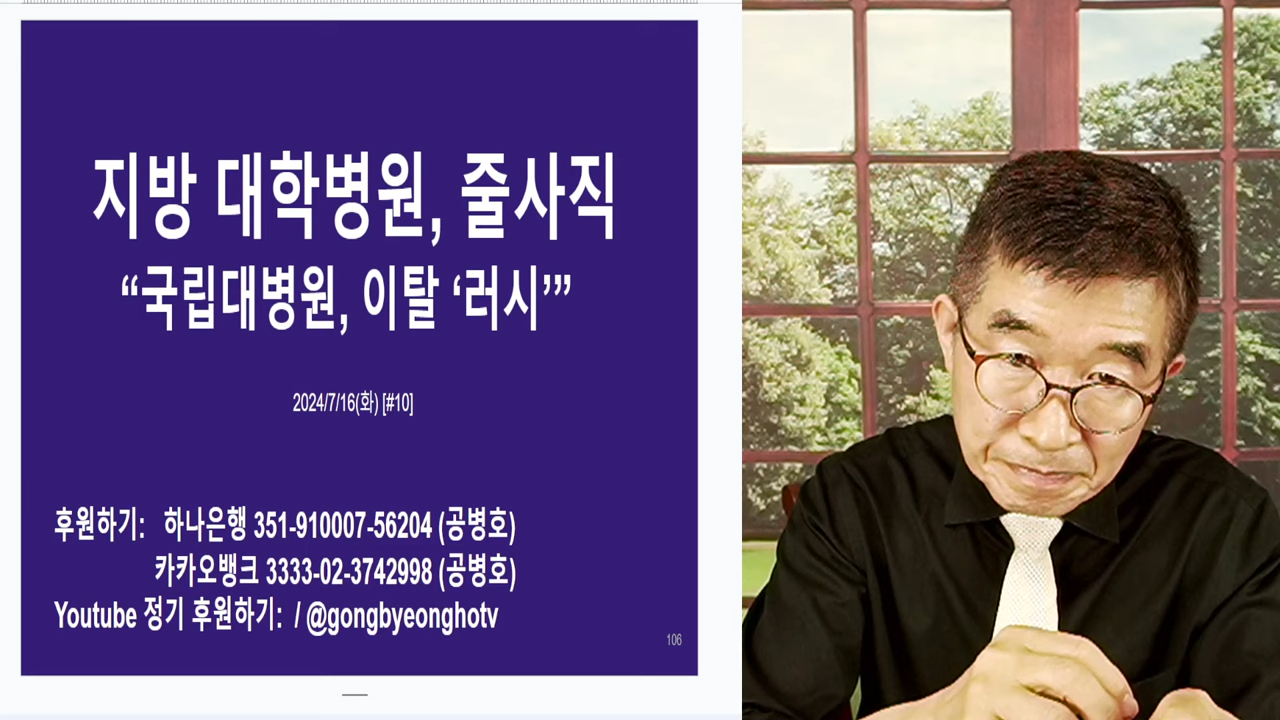 지방 대학병원, 줄사직
“국립대병원, 이탈 ‘러시’”
2024/7/16(화) [#10]
후원하기: 하나은행 351-910007-56204 (공병호)
카카오뱅크 3333-02-3742998 (공병호)
Youtube 정기 후원하기: / @gongbyeonghotv
106